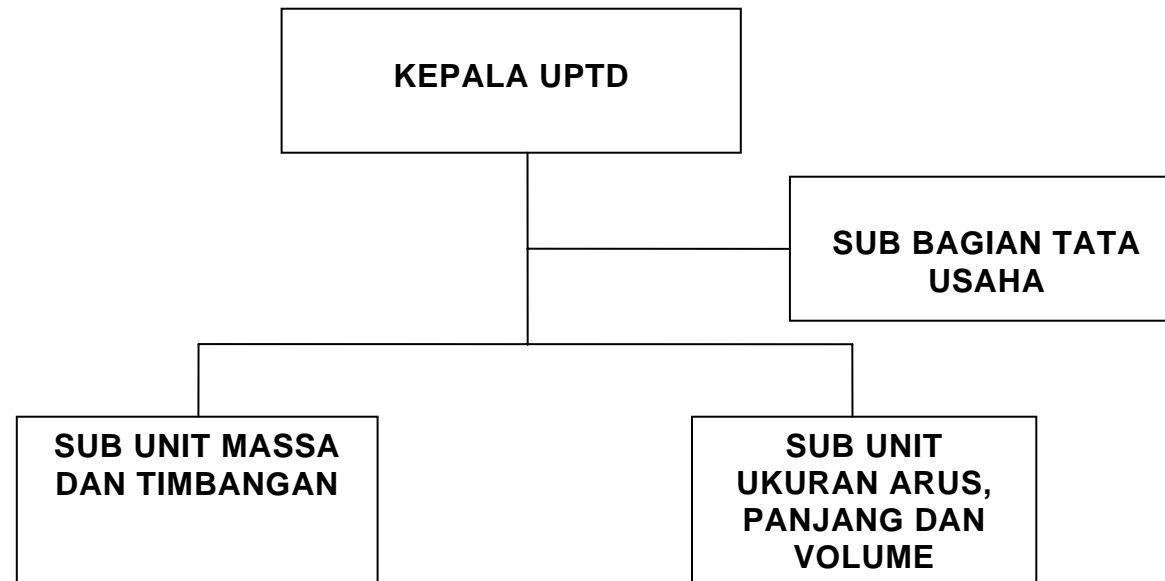 KEPALA UPTD
SUB BAGIAN TATA
USAHA
SUB UNIT MASSA
DAN TIMBANGAN
SUB UNIT
UKURAN ARUS,
PANJANG DAN
VOLUME